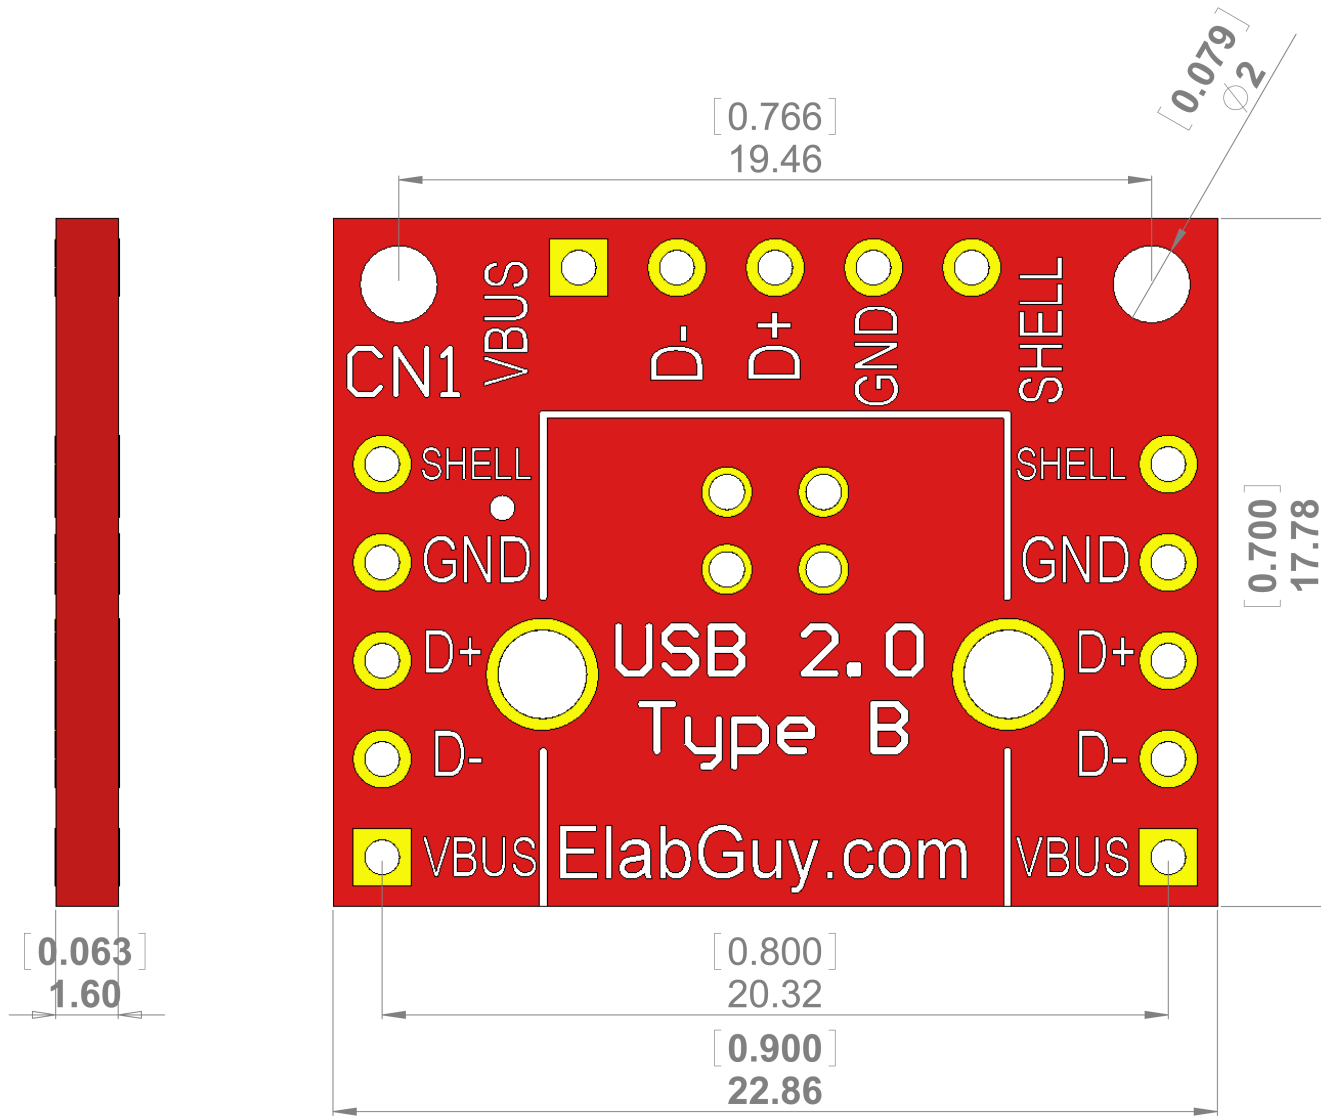 [0.079]
⌀2
[0.766]
19.46
VBUS
D-
D+
GND
SHELL
CN1
SHELL
SHELL
GND
GND
D+
USB 2.0
D+
D-
Type B
D-
VBUS
ElabGuy.com
VBUS
[0.700]
17.78
[0.063]
1.60
[0.800]
20.32
[0.900]
22.86